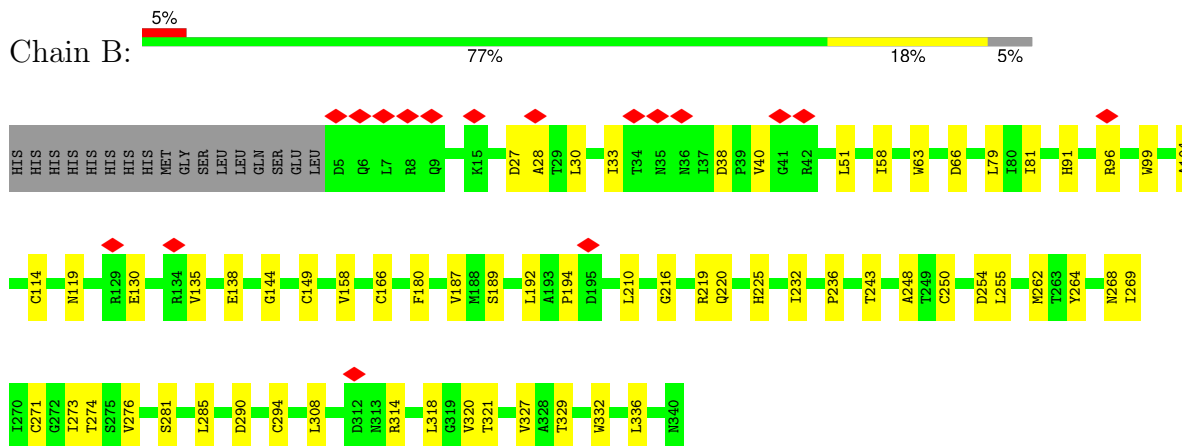 5%
Chain B:
77% 18% 5%
HIS HIS HIS HIS HIS HIS HIS HIS MET GLY SER LEU LEU GLN SER GLU LEU D5 Q6 L7 R8 Q9 K15 D27 A28 T29 L30 I33 T34 N35 N36 I37 D38 P39 V40 G41 R42 L51 I58 W63 D66 L79 I80 I81 H91 R96 W99
C114 N119 R129 E130 R134 V135 E138 G144 C149 V158 C166 F180 V187 M188 S189 L192 A193 P194 D195 L210 G216 R219 Q220 H225 I232 P236 T243 A248 T249 C250 D254 L255 M262 T263 Y264 N268 I269
I270 C271 G272 I273 T274 S275 V276 S281 L285 D290 C294 L308 D312 N313 R314 L318 G319 V320 T321 V327 A328 T329 W332 L336 N340